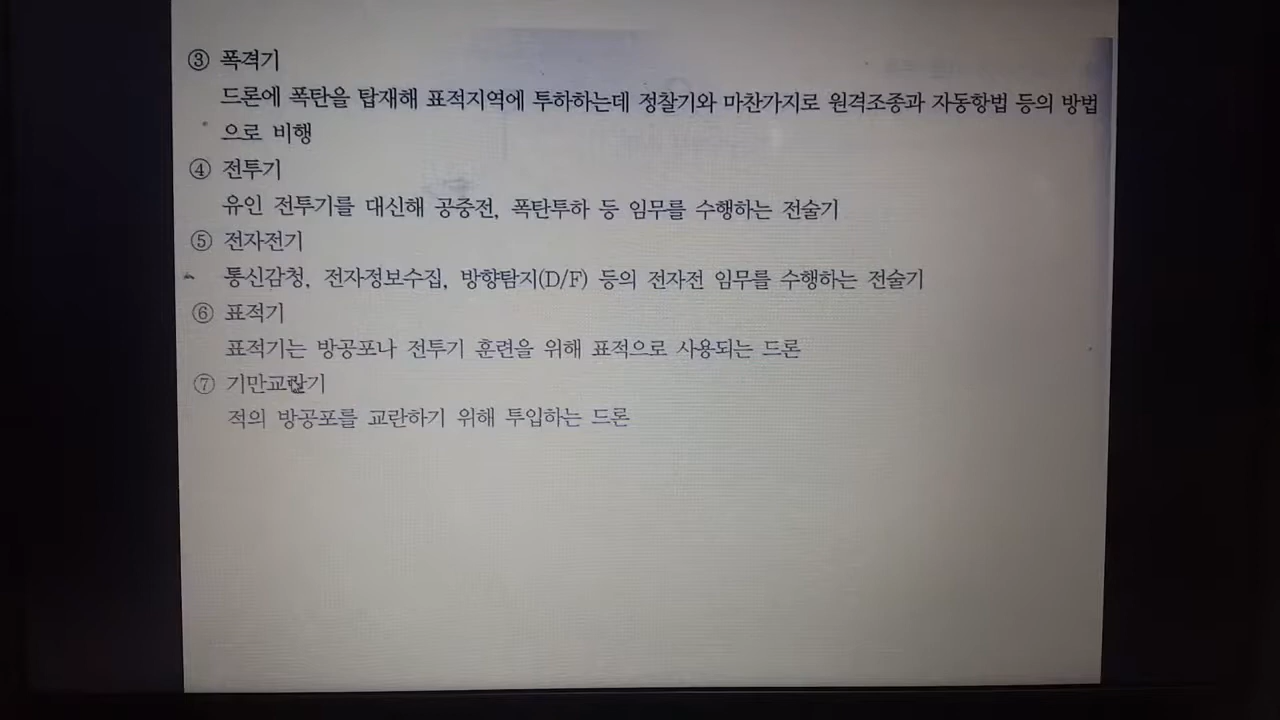 ③ 폭격기
드론에 폭탄을 탑재해 표적지역에 투하하는데 정찰기와 마찬가지로 원격조종과 자동항법 등의 방법
으로 비행
④ 전투기
유인 전투기를 대신해 공중전, 폭탄투하 등 임무를 수행하는 전술기
⑤ 전자전기
통신감청, 전자정보수집, 방향탐지(D/F) 등의 전자전 임무를 수행하는 전술기
⑥ 표적기
표적기는 방공포나 전투기 훈련을 위해 표적으로 사용되는 드론
⑦ 기만교란기
적의 방공포를 교란하기 위해 투입하는 드론